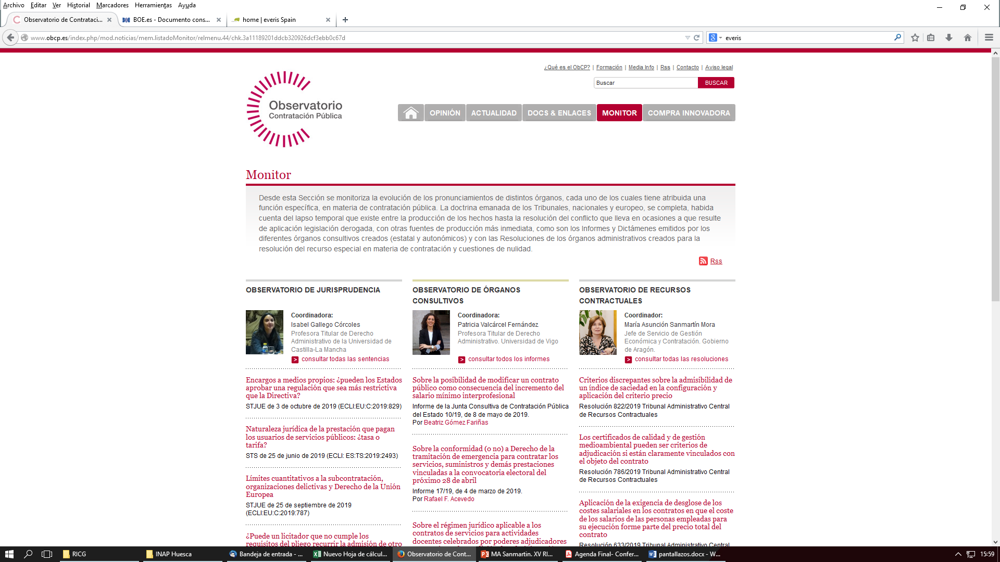 Archivo Editar Ver Historial Marcadores Herramientas Ayuda
Observatorio de Contrataci... BOE.es - Documento cons... home | everis Spain
www.obcp.es/index.php/mod.noticias/mem.listadoMonitor/relmenu.44/chk.3a11189201ddcb320926dcf3ebb0c67d
everis
¿Qué es el ObCP? | Formación | Media Info | Rss | Contacto | Aviso legal
Buscar BUSCAR
Observatorio
Contratación Pública
OPINIÓN ACTUALIDAD DOCS & ENLACES MONITOR COMPRA INNOVADORA
Monitor
Desde esta Sección se monitoriza la evolución de los pronunciamientos de distintos órganos, cada uno de los cuales tiene atribuida una
función específica, en materia de contratación pública. La doctrina emanada de los Tribunales, nacionales y europeo, se completa, habida
cuenta del lapso temporal que existe entre la producción de los hechos hasta la resolución del conflicto que lleva en ocasiones a que resulte
de aplicación legislación derogada, con otras fuentes de producción más inmediata, como son los Informes y Dictámenes emitidos por los
diferentes órganos consultivos creados (estatal y autonómicos) y con las Resoluciones de los órganos administrativos creados para la
resolución del recurso especial en materia de contratación y cuestiones de nulidad.
Rss
OBSERVATORIO DE JURISPRUDENCIA
Coordinadora:
Isabel Gallego Córcoles
Profesora Titular de Derecho
Administrativo de la Universidad de
Castilla-La Mancha
consultar todas las sentencias
Encargos a medios propios: ¿pueden los Estados
aprobar una regulación que sea más restrictiva
que la Directiva?
STJUE de 3 de octubre de 2019 (ECLI:EU:C:2019:829)
Naturaleza jurídica de la prestación que pagan
los usuarios de servicios públicos: ¿tasa o
tarifa?
STS de 25 de junio de 2019 (ECLI: ES:TS:2019:2493)
Límites cuantitativos a la subcontratación,
organizaciones delictivas y Derecho de la Unión
Europea
STJUE de 25 de septiembre de 2019
(ECLI:EU:C:2019:787)
¿Puede un licitador que no cumple los
requisitos del pliego recurrir la admisión de otro
OBSERVATORIO DE ÓRGANOS
CONSULTIVOS
Coordinadora:
Patricia Valcárcel Fernández
Profesora Titular de Derecho
Administrativo. Universidad de Vigo
consultar todos los informes
Sobre la posibilidad de modificar un contrato
público como consecuencia del incremento del
salario mínimo interprofesional
Informe de la Junta Consultiva de Contratación Pública
del Estado 10/19, de 8 de mayo de 2019.
Por Beatriz Gómez Fariñas
Sobre la conformidad (o no) a Derecho de la
tramitación de emergencia para contratar los
servicios, suministros y demás prestaciones
vinculadas a la convocatoria electoral del
próximo 28 de abril
Informe 17/19, de 4 de marzo de 2019.
Por Rafael F. Acevedo
Sobre el régimen jurídico aplicable a los
contratos de servicios para actividades
docentes celebrados por poderes adjudicadores
OBSERVATORIO DE RECURSOS
CONTRACTUALES
Coordinador:
María Asunción Sanmartín Mora
Jefe de Servicio de Gestión
Económica y Contratación. Gobierno
de Aragón.
consultar todas las resoluciones
Criterios discrepantes sobre la admisibilidad de
un índice de saciedad en la configuración y
aplicación del criterio precio
Resolución 822/2019 Tribunal Administrativo Central
de Recursos Contractuales
Los certificados de calidad y de gestión
medioambiental pueden ser criterios de
adjudicación si están claramente vinculados con
el objeto del contrato
Resolución 786/2019 Tribunal Administrativo Central
de Recursos Contractuales
Aplicación de la exigencia de desglose de los
costes salariales en los contratos en que el coste
de los salarios de las personas empleadas para
su ejecución forme parte del precio total del
contrato
Resolución 633/2019 Tribunal Administrativo Central
RICG INAP Huesca Bandeja de entrada - ... Nuevo Hoja de cálcul... Observatorio de Cont... MA Sanmartin. XV RI... Agenda Final- Confer... pantallazos.docx - W... 15:59